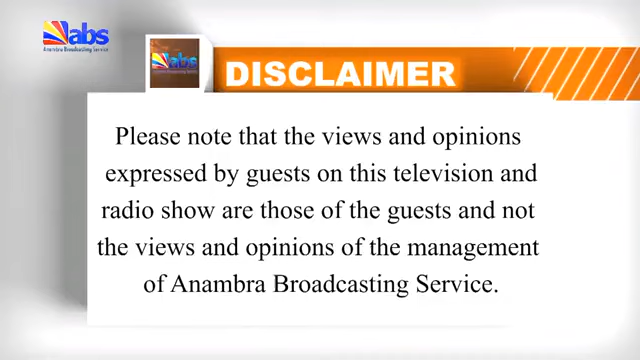 abs
Anambra Broadcasting Service
abs
DISCLAIMER
Please note that the views and opinions
expressed by guests on this television and
radio show are those of the guests and not
the views and opinions of the management
of Anambra Broadcasting Service.